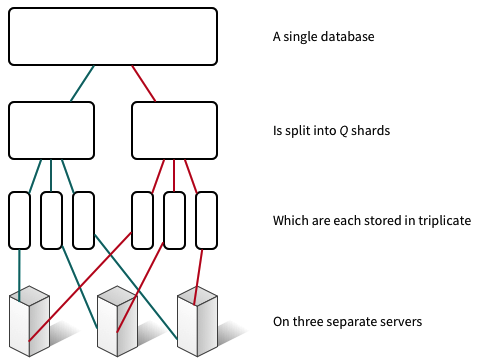 A single database
Is split into Q shards
Which are each stored in triplicate
On three separate servers